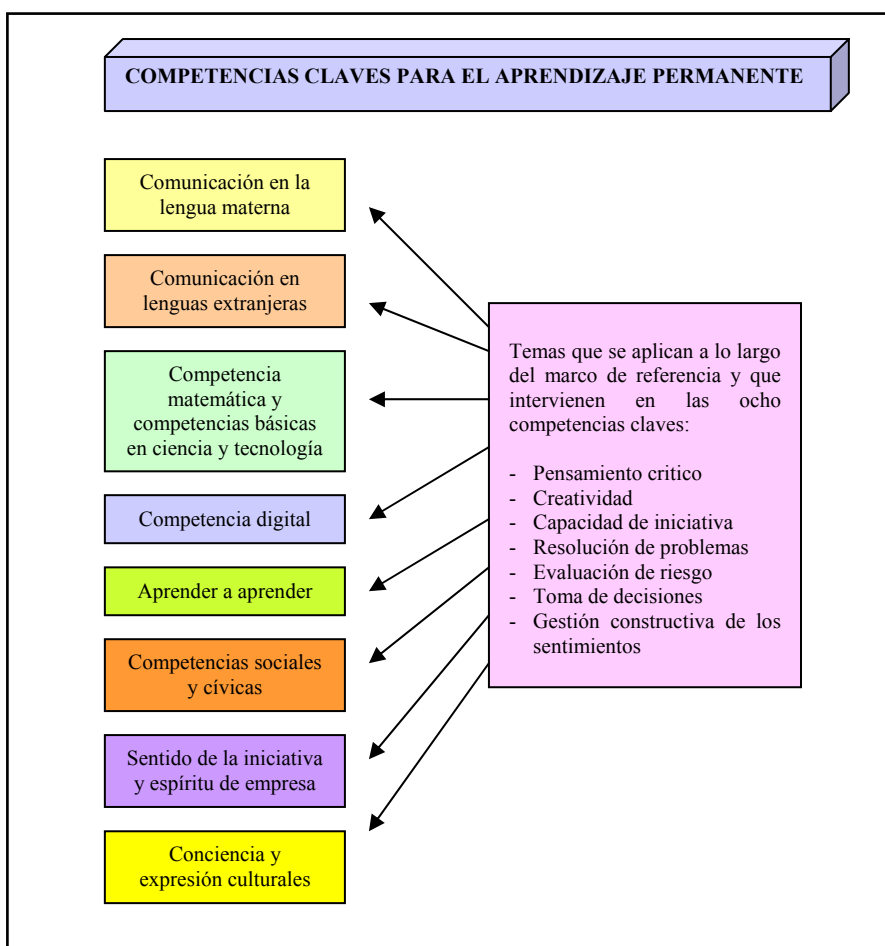 COMPETENCIAS CLAVES PARA EL APRENDIZAJE PERMANENTE
Comunicación en la
lengua materna
Comunicación en
lenguas extranjeras
Competencia
matemática y
competencias básicas
en ciencia y tecnología
Competencia digital
Aprender a aprender
Competencias sociales
y cívicas
Sentido de la iniciativa
y espíritu de empresa
Conciencia y
expresión culturales
Temas que se aplican a lo largo
del marco de referencia y que
intervienen en las ocho
competencias claves:
- Pensamiento critico
- Creatividad
- Capacidad de iniciativa
- Resolución de problemas
- Evaluación de riesgo
- Toma de decisiones
- Gestión constructiva de los
sentimientos